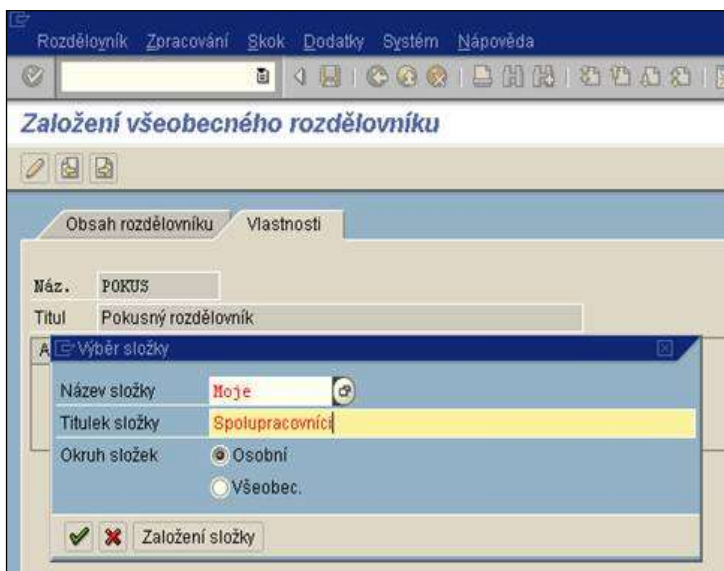 Rozdělovník Zpracování Skok Dodatky Systém Nápověda
Založení všeobecného rozdělovníku
Obsah rozdělovníku Vlastnosti
Náz. POKUS
Titul Pokusný rozdělovník
A Výběr složky
Název složky Moje
Titulek složky Spolupracovníci
Okruh složek Osobní
Všeobec.
Založení složky